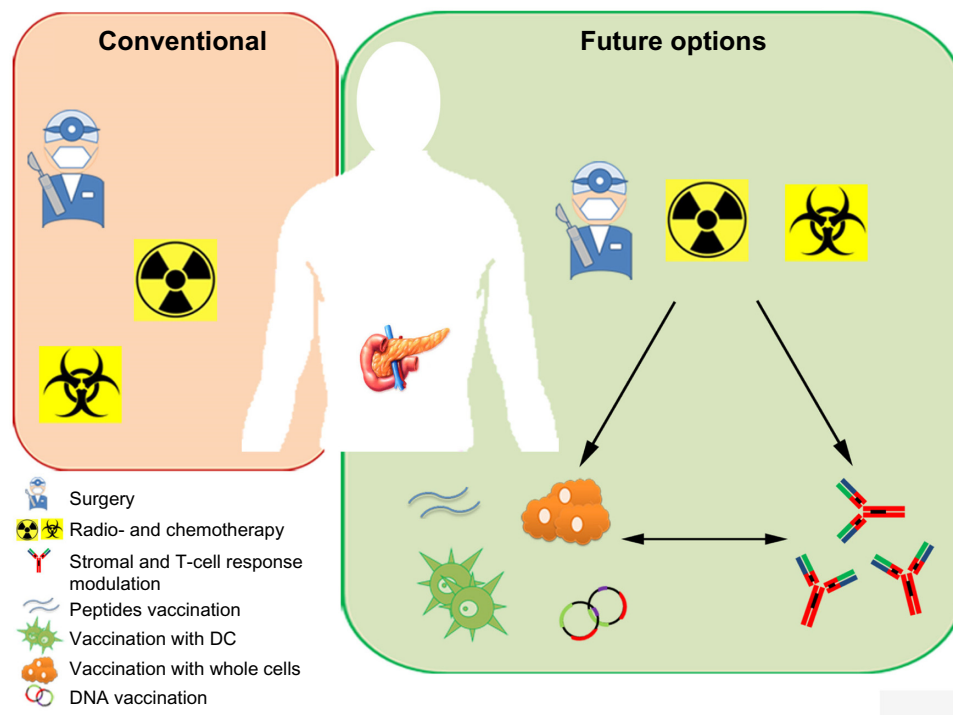 Conventional
Future options
Surgery
Radio- and chemotherapy
Stromal and T-cell response
modulation
Peptides vaccination
Vaccination with DC
Vaccination with whole cells
DNA vaccination